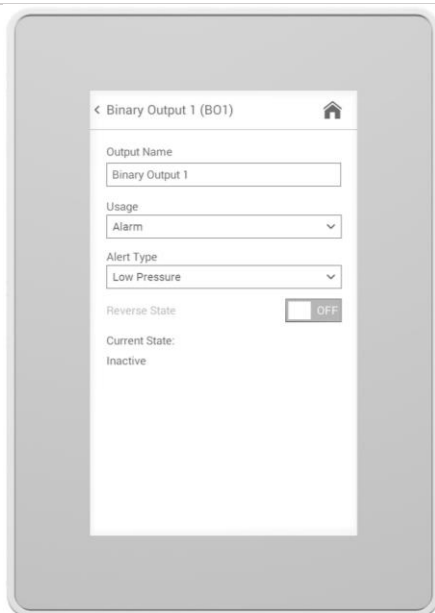 Binary Output 1 (BO1)
Output Name
Binary Output 1
Usage
Alarm
Alert Type
Low Pressure
Reverse State
OFF
Current State:
Inactive